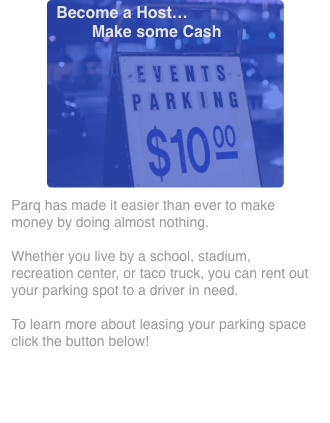 Become a Host...
Make some Cash
EVENTS
PARKING
$10 00
Parq has made it easier than ever to make
money by doing almost nothing.
Whether you live by a school, stadium,
recreation center, or taco truck, you can rent out
your parking spot to a driver in need.
To learn more about leasing your parking space
click the button below!